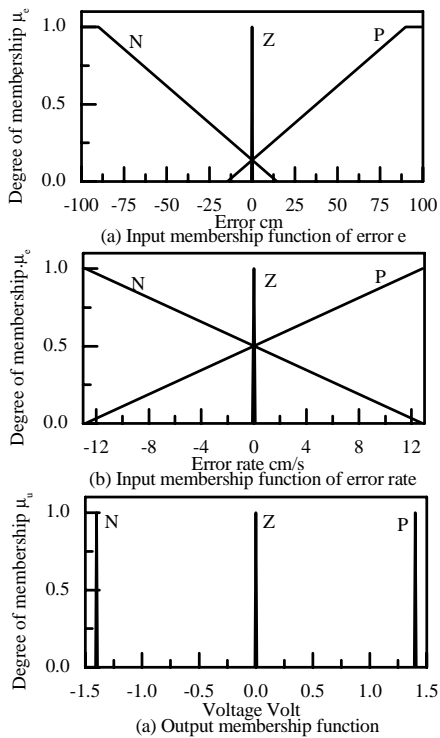 Degree of membership μe
1.0
0.5
0.0
N
Z
P
-100 -75 -50 -25 0 25 50 75 100
Error cm
(a) Input membership function of error e
Degree of membership.μe
1.0
0.5
0.0
N
Z
P
-12 -8 -4 0 4 8 12
Error rate cm/s
(b) Input membership function of error rate
Degree of membership μu
1.0
0.5
0.0
N
Z
P
-1.5 -1.0 -0.5 0.0 0.5 1.0 1.5
Voltage Volt
(a) Output membership function